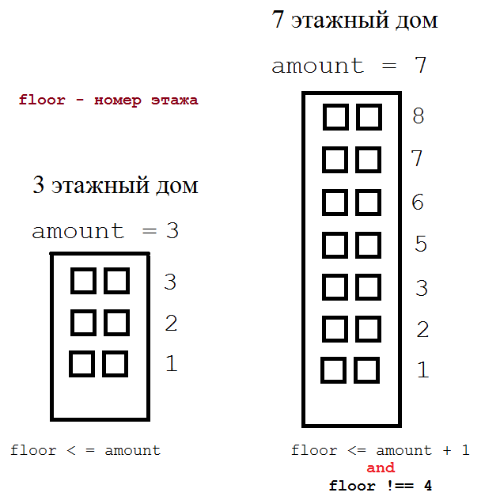 7 этажный дом
amount = 7
floor - номер этажа
8
7
6
5
3
2
1
3 этажный дом
amount = 3
3
2
1
floor < = amount
floor <= amount + 1
and
floor !== 4